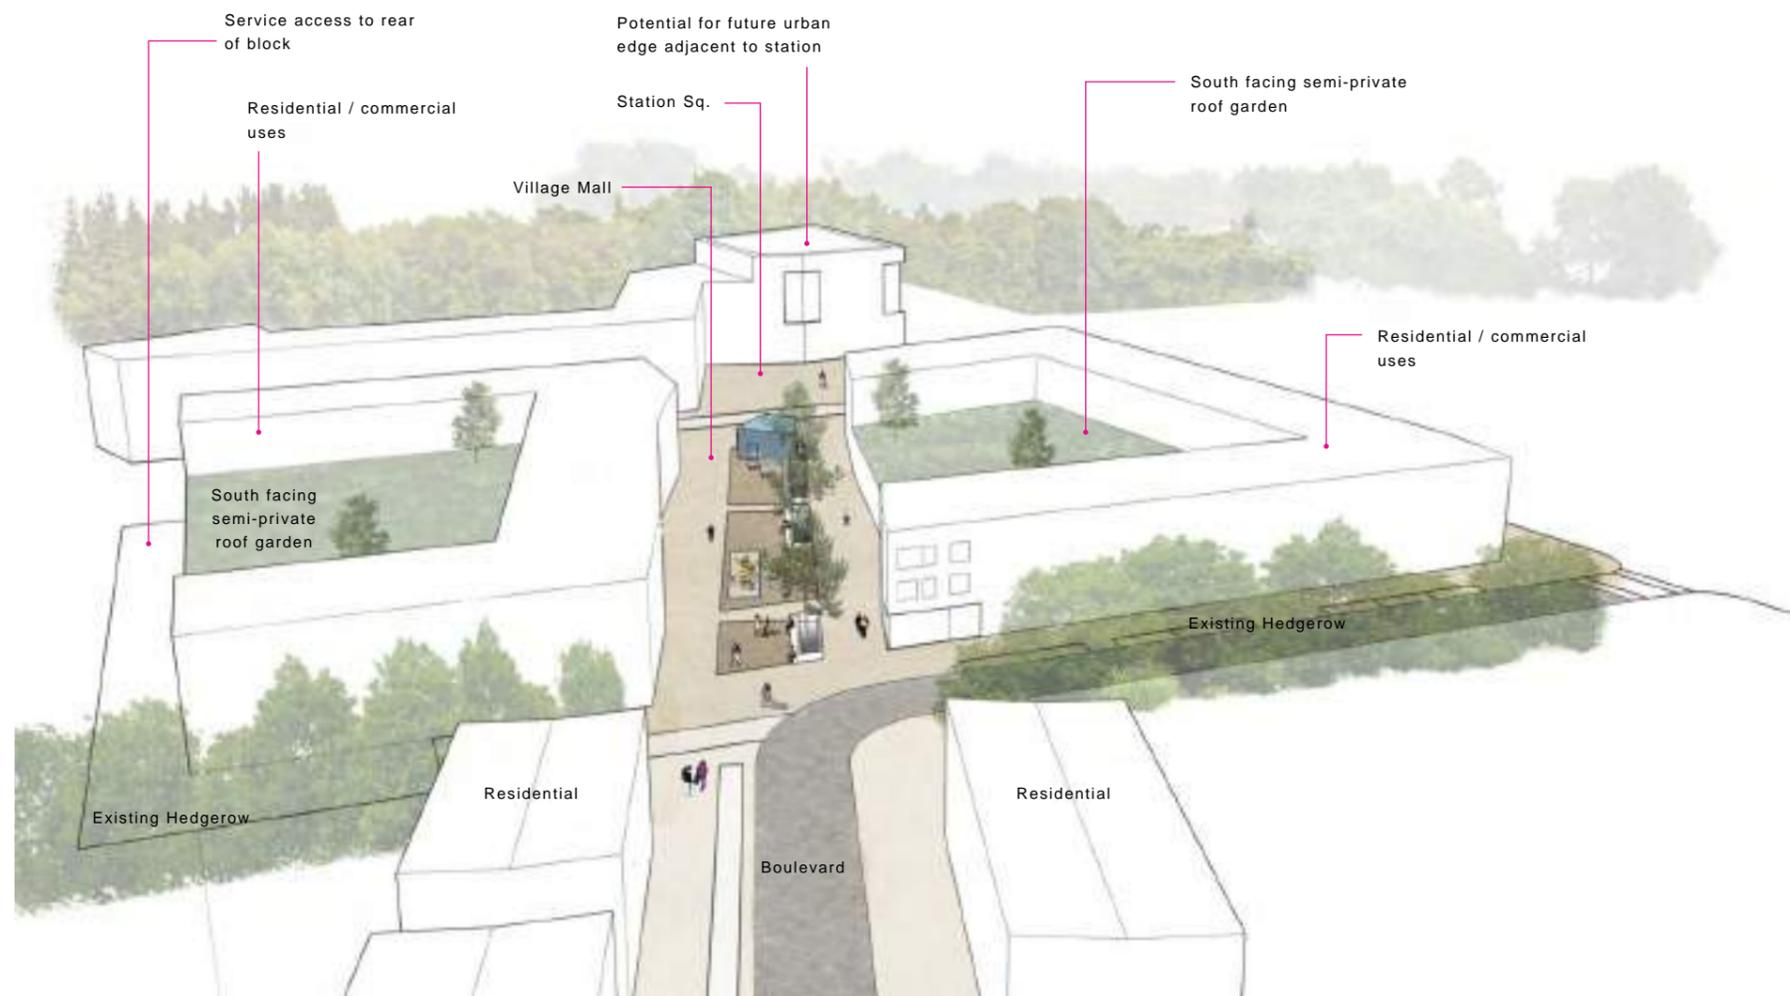 Service access to rear
of block
Potential for future urban
edge adjacent to station
South facing semi-private
roof garden
Residential / commercial
uses
Station Sq.
Village Mall
Residential / commercial
uses
South facing
semi-private
roof garden
Existing Hedgerow
Residential
Residential
Existing Hedgerow
Boulevard